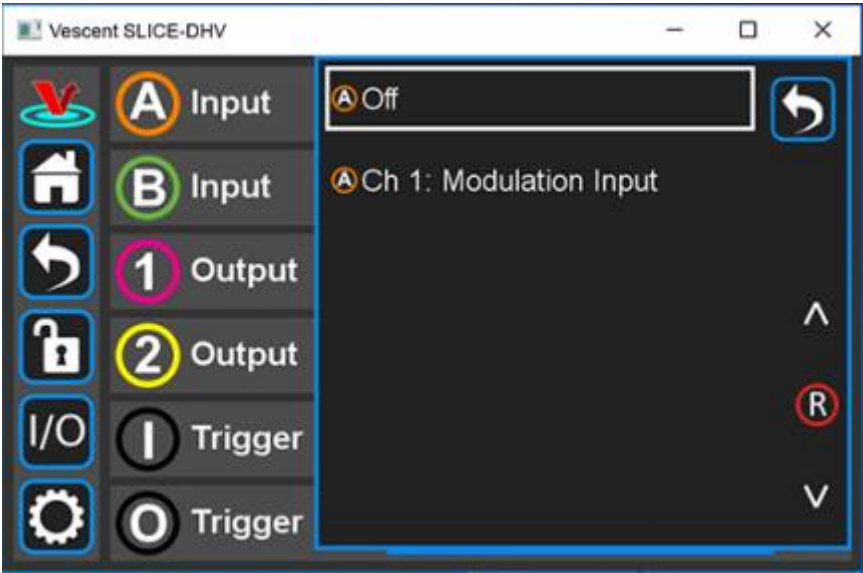 Vescent SLICE-DHV
A Input
B Input
1 Output
2 Output
I Trigger
O Trigger
I/O
A Off
A Ch 1: Modulation Input
R